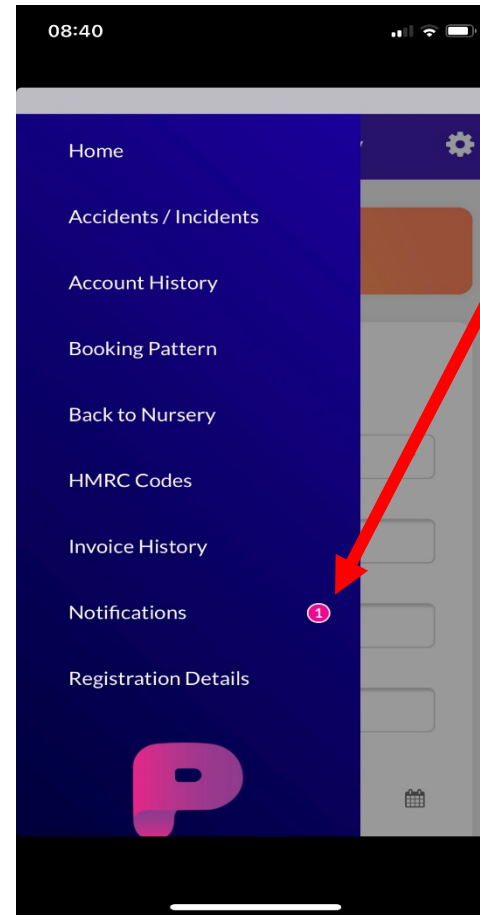 08:40
Home
Accidents / Incidents
Account History
Booking Pattern
Back to Nursery
HMRC Codes
Invoice History
Notifications 1
Registration Details
P